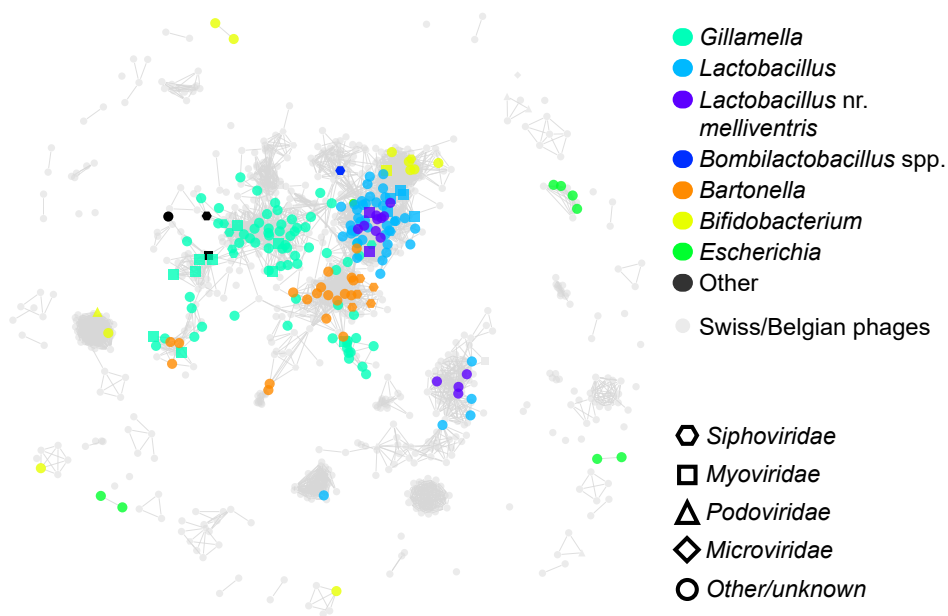 Gillamella
Lactobacillus
Lactobacillus nr.
melliventris
Bombilactobacillus spp.
Bartonella
Bifidobacterium
Escherichia
Other
Swiss/Belgian phages
Siphoviridae
Myoviridae
Podoviridae
Microviridae
Other/unknown